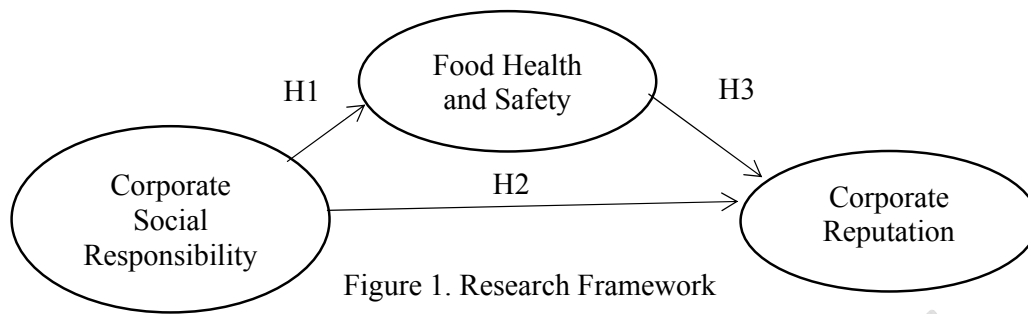 Food Health
and Safety
H1
H3
H2
Corporate
Social
Responsibility
Corporate
Reputation
Figure 1. Research Framework